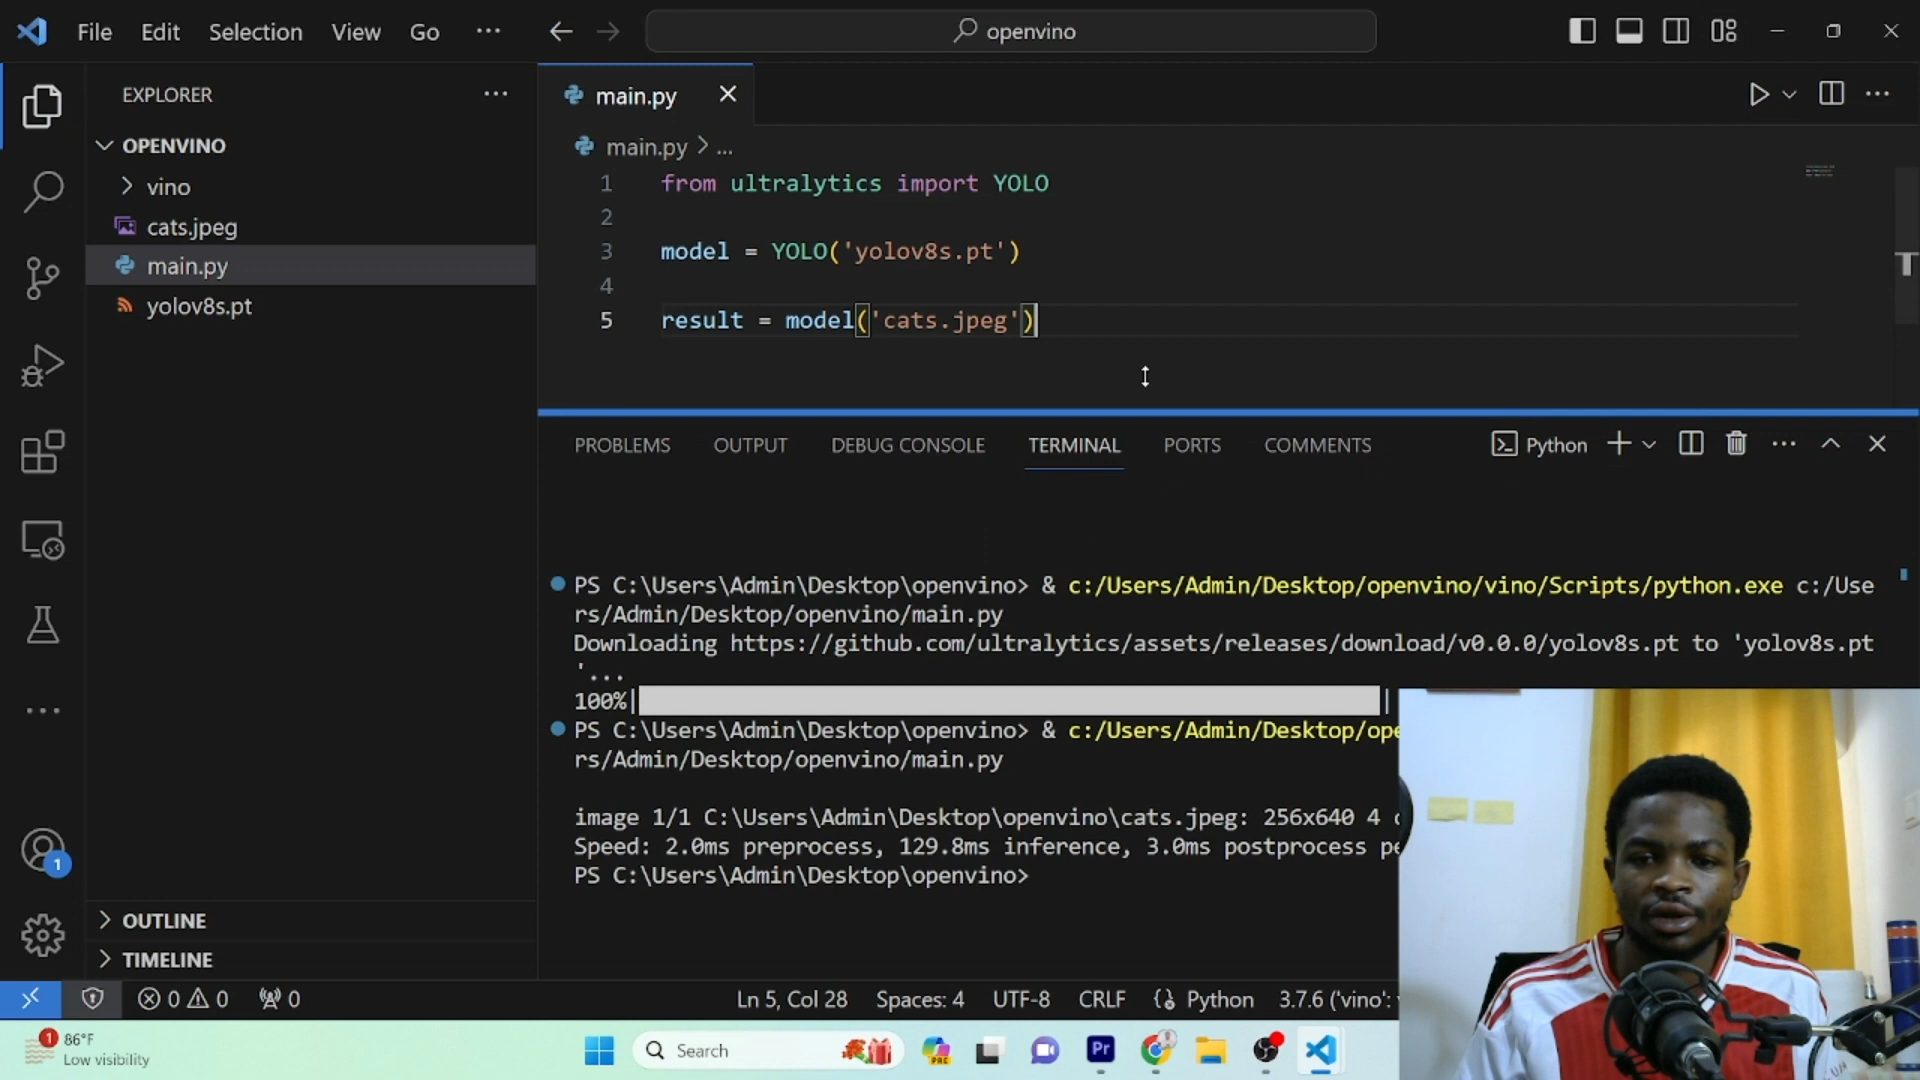 File Edit Selection View Go ... openvino
EXPLORER
OPENVINO
vino
cats.jpeg
main.py
yolov8s.pt
OUTLINE
TIMELINE
1
main.py
main.py > ...
1 from ultralytics import YOLO
2
3 model = YOLO('yolov8s.pt')
4
5 result = model('cats.jpeg')
PROBLEMS OUTPUT DEBUG CONSOLE TERMINAL PORTS COMMENTS Python
PS C:\Users\Admin\Desktop\openvino> & c:/Users/Admin/Desktop/openvino/vino/Scripts/python.exe c:/Use
rs/Admin/Desktop/openvino/main.py
Downloading https://github.com/ultralytics/assets/releases/download/v0.0.0/yolov8s.pt to 'yolov8s.pt
'...
100%|
PS C:\Users\Admin\Desktop\openvino> & c:/Users/Admin/Desktop/ope
rs/Admin/Desktop/openvino/main.py
image 1/1 C:\Users\Admin\Desktop\openvino\cats.jpeg: 256x640 4
Speed: 2.0ms preprocess, 129.8ms inference, 3.0ms postprocess
PS C:\Users\Admin\Desktop\openvino>
0 0 0 Ln 5, Col 28 Spaces: 4 UTF-8 CRLF Python 3.7.6 ('vino':
1 86°F
Low visibility
Search
PRE
Pr